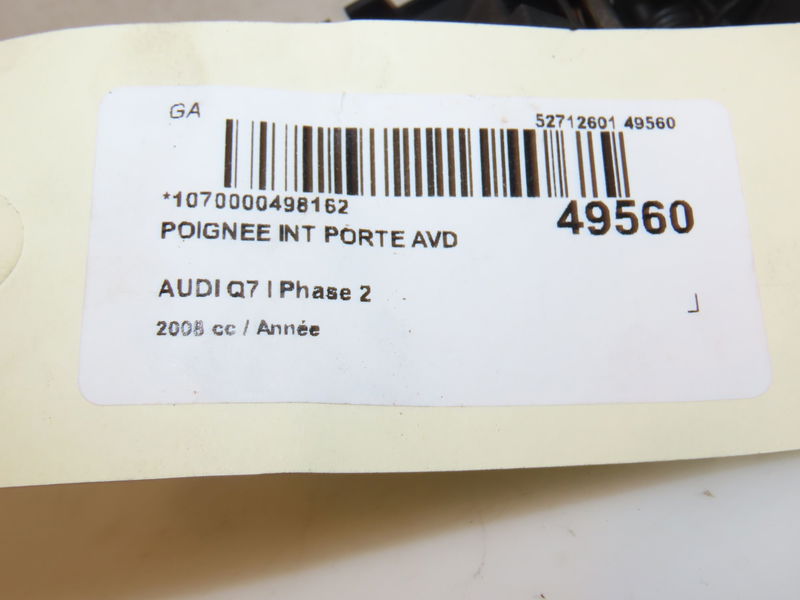 GA
52712601 49560
*1070000498162
49560
POIGNEE INT PORTE AVD
AUDI Q7 I Phase 2
2008 cc / Année